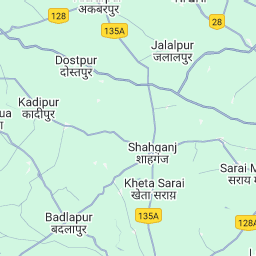 अकबरपुर
128
135A
28
Jalalpur
जलालपुर
Dostpur
दोस्तपुर
Kadipur
कादीपुर
Shahganj
शाहगंज
Sarai M
सराय म
Kheta Sarai
खेता सराय़
135A
128A
Badlapur
बदलापुर